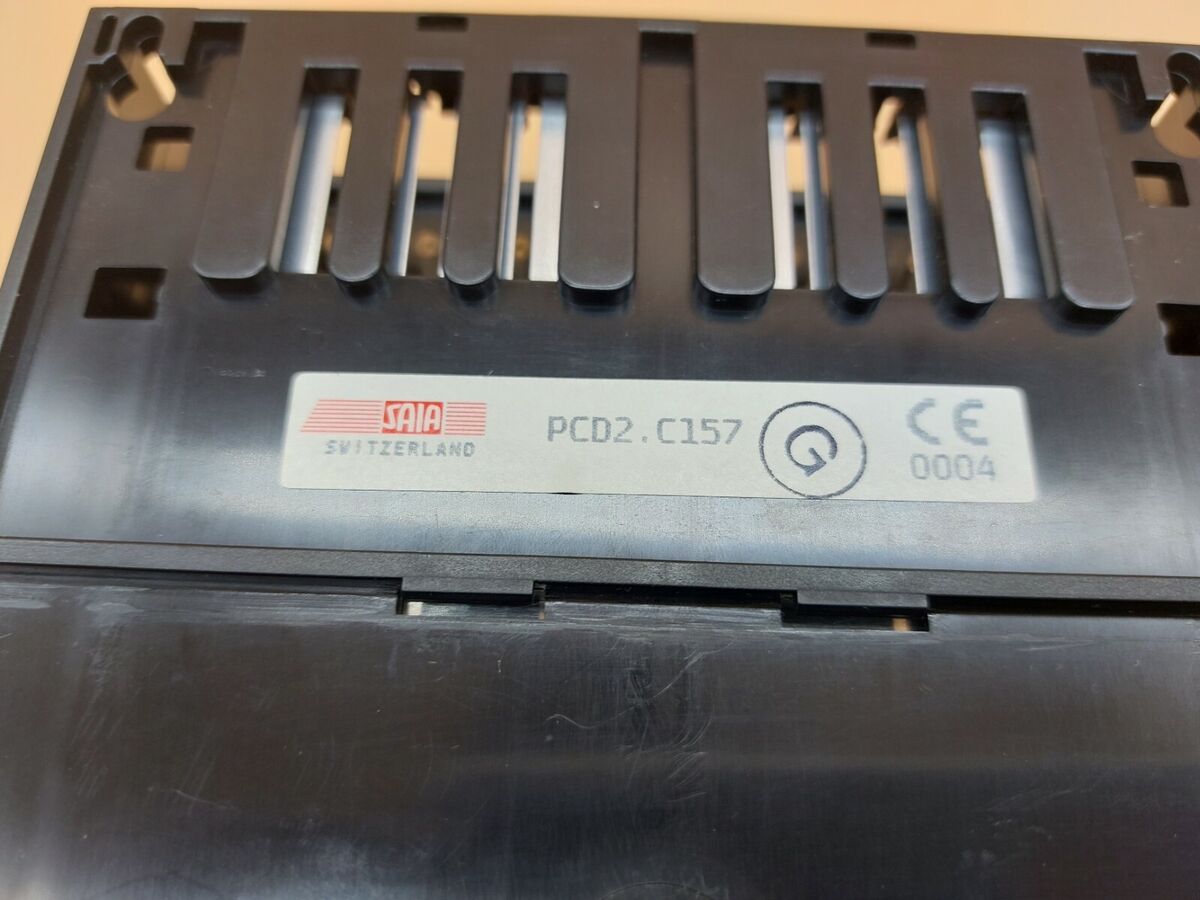 SAIA
SWITZERLAND
PCD2.C157
G
CE
0004